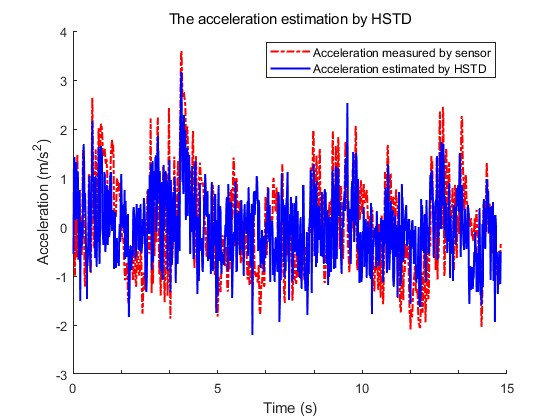 The acceleration estimation by HSTD
Acceleration measured by sensor
Acceleration estimated by HSTD
Acceleration (m/s²)
4
3
2
1
0
-1
-2
-3
0
5
10
15
Time (s)